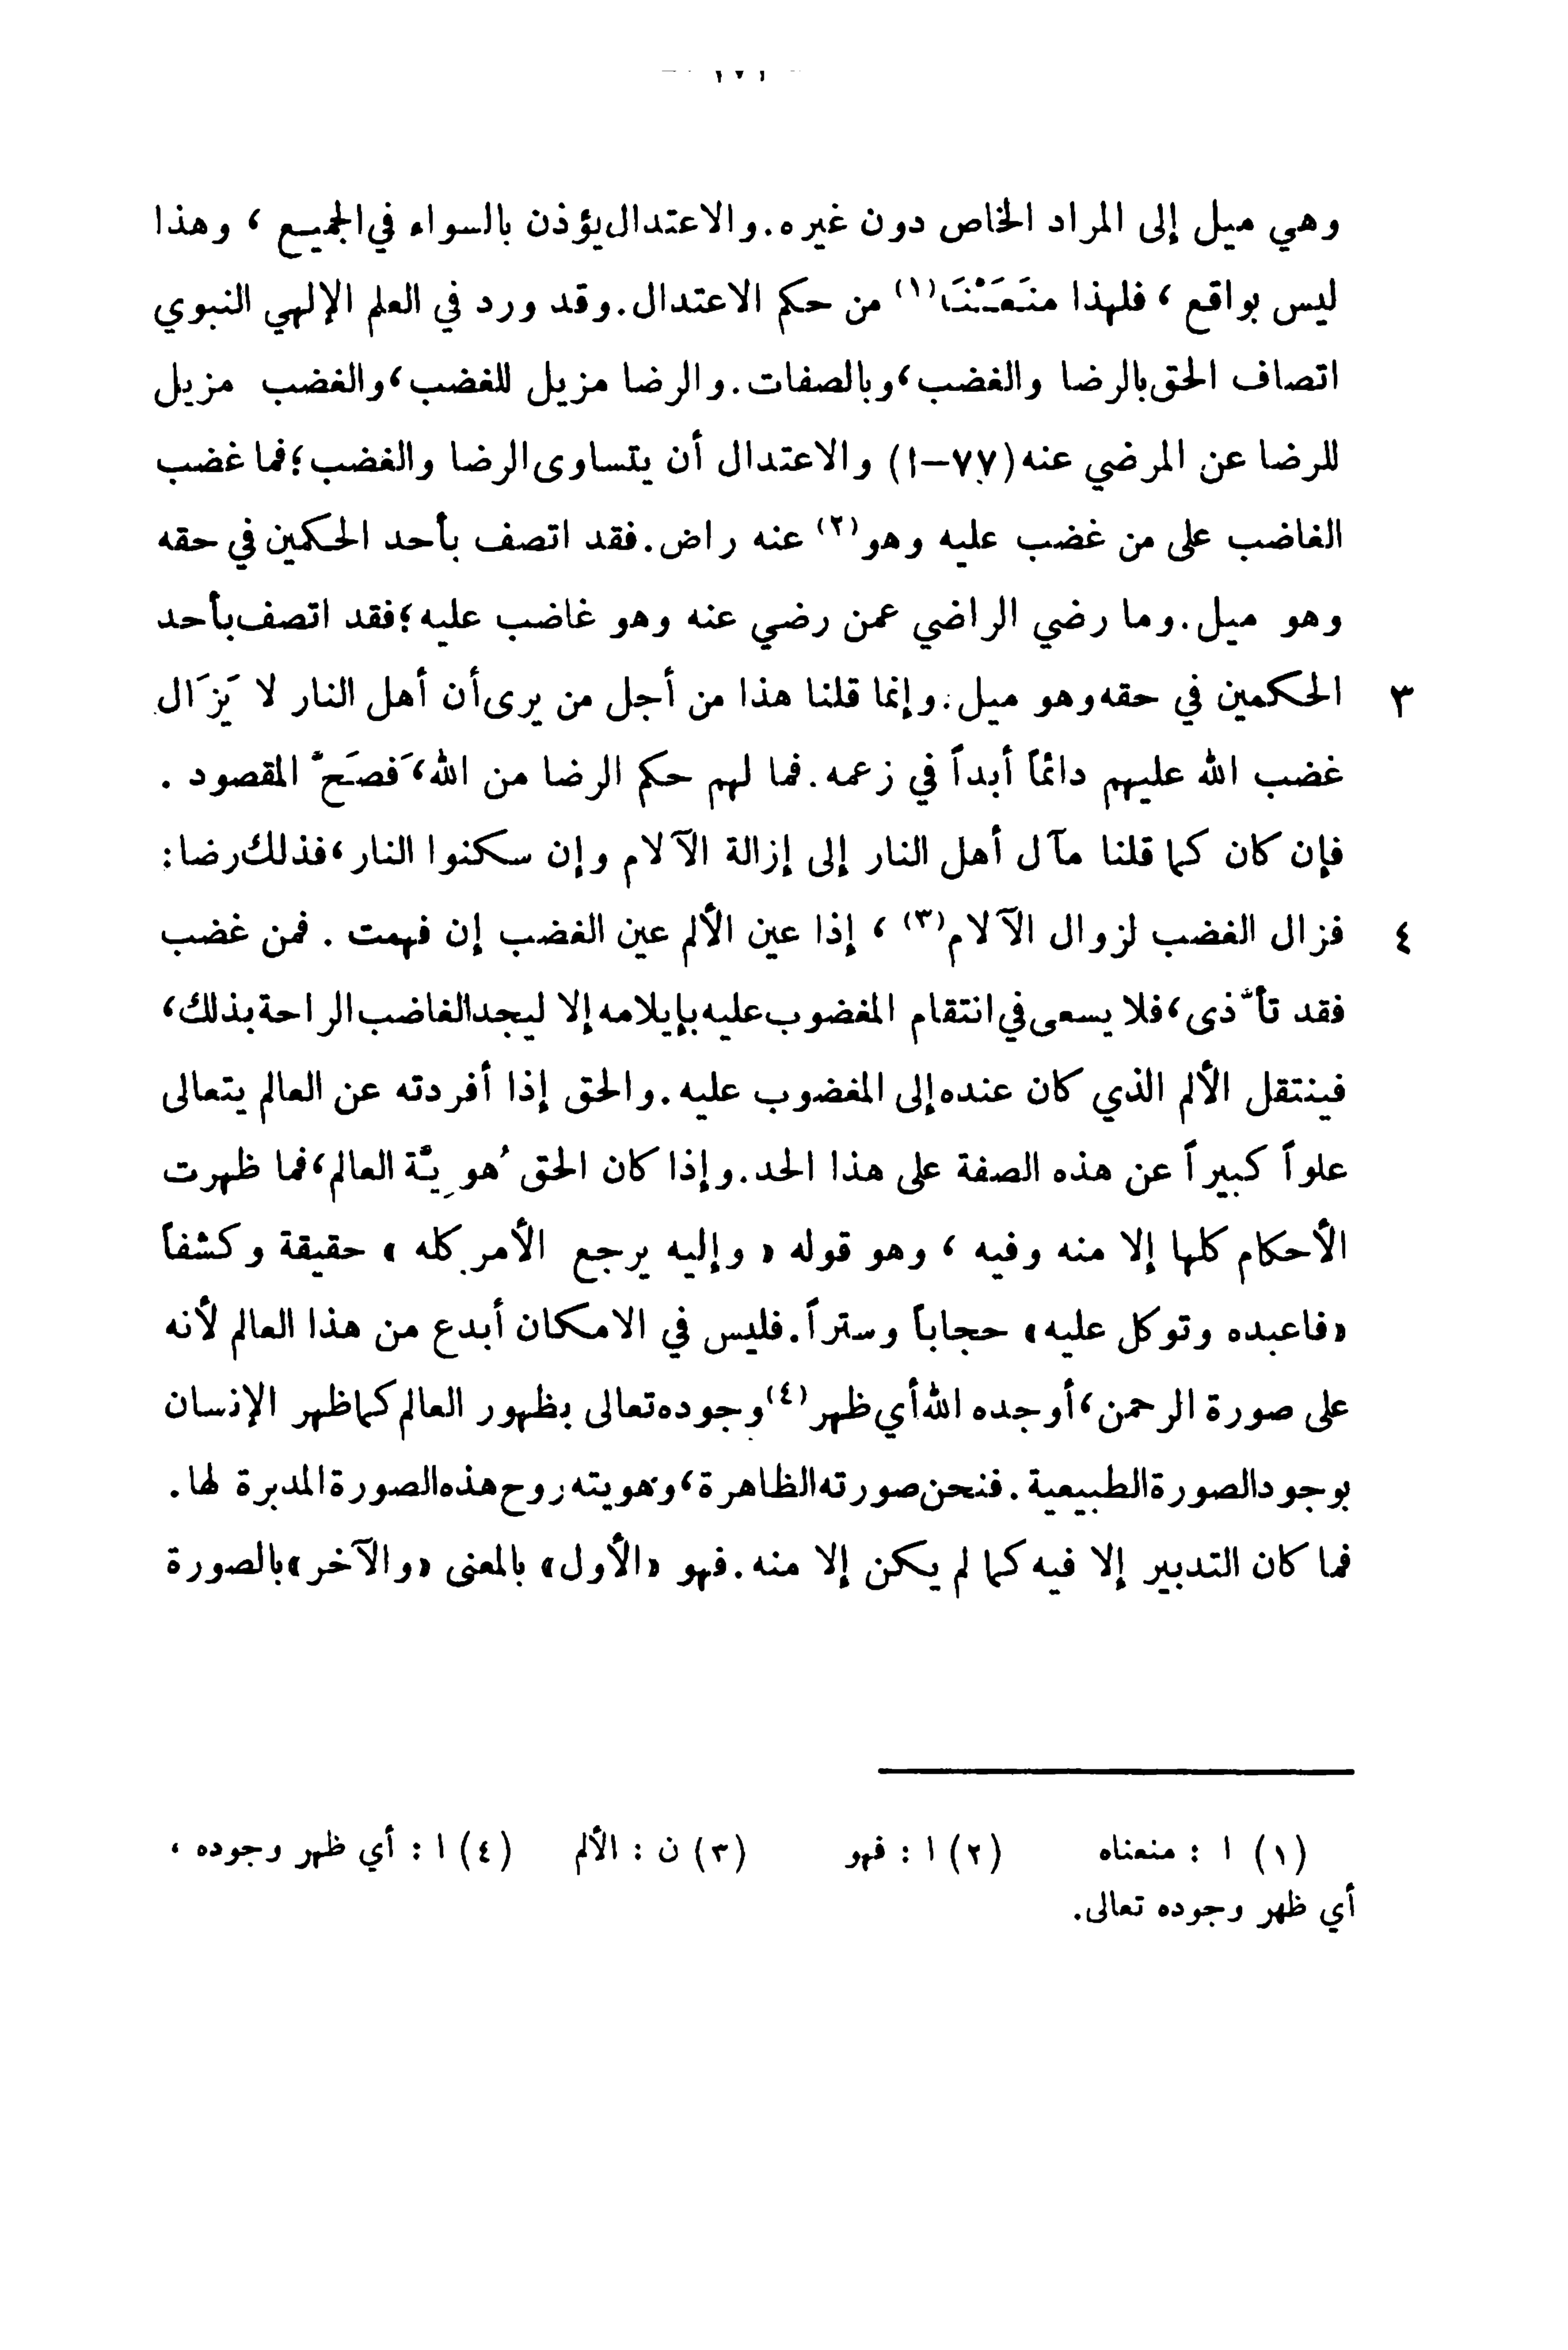 وهي ميل إلى المراد الخاص دون غيره. والاعتدال يؤذن بالسواء في الجميع ، وهذا
ليس بواقع ، فلهذا منَعَنْنَا(١) من حكم الاعتدال. وقد ورد في العلم الإلهي النبوي
اتصاف الحق بالرضا والغضب، وبالصفات. والرضا مزيل للغضب، والغضب مزيل
للرضا عن المرضي عنه (٧٧-ا) والاعتدال أن يتساوى الرضا والغضب؛ فما غضب
الغاضب على من غضب عليه وهو(٢) عنه راض. فقد اتصف بأحد الحكمين في حقه
وهو ميل. وما رضي الراضي عمن رضي عنه وهو غاضب عليه؛ فقد اتصف بأحد
٣ الحكمين في حقه وهو ميل. وإنما قلنا هذا من أجل من يرى أن أهل النار لا يَزَال
غضب الله عليهم دائماً أبداً في زعمه. فما لهم حكم الرضا من الله، فَصَحَّ المقصود .
فإن كان كما قلنا مآل أهل النار إلى إزالة الآلام وإن سكنوا النار، فذلك رضا:
٤ فزال الغضب لزوال الآلام(٣) ، إذا عين الألم عين الغضب إن فهمت . فمن غضب
فقد تأَذَّى، فلا يسعى في انتقام المغضوب عليه بإيلامه إلا ليجد الغاضب الراحة بذلك،
فينتقل الألم الذي كان عنده إلى المغضوب عليه. والحق إذا أفردته عن العالم يتعالى
علواً كبيراً عن هذه الصفة على هذا الحد. وإذا كان الحق هُوِيَّة العالم، فما ظهرت
الأحكام كلها إلا منه وفيه ، وهو قوله « وإليه يرجع الأمر كله » حقيقة وكشفاً
«فاعبده وتوكل عليه» حجاباً وستراً. فليس في الامكان أبدع من هذا العالم لأنه
على صورة الرحمن، أوجده الله أي ظهر(٤) وجوده تعالى بظهور العالم كما ظهر الإنسان
بوجود الصورة الطبيعية. فنحن صورته الظاهرة، وهويته روح هذه الصورة المدبرة لها.
فما كان التدبير إلا فيه كما لم يكن إلا منه. فهو «الأول» بالمعنى «والآخر» بالصورة
(١) ا : منعناه (٢) ا : فهو (٣) ن : الألم (٤) ا : أي ظهر وجوده ،
أي ظهر وجوده تعالى.